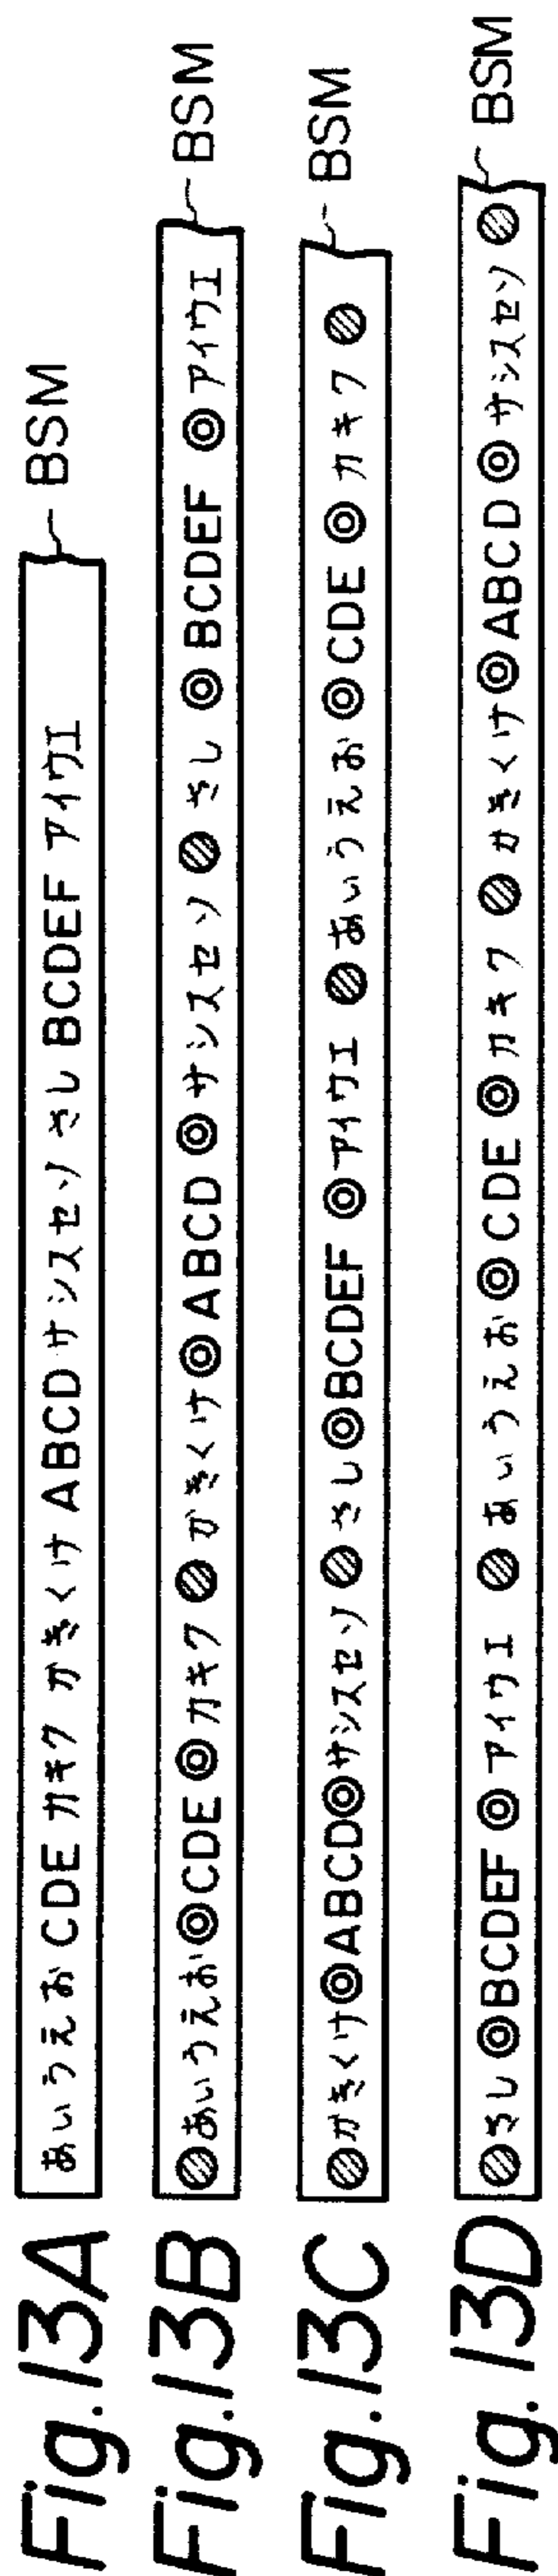 Fig. 13A
あいうえお CDE カキク かきくけ ABCD サシスセソ さし BCDEF アイウエ
BSM
Fig. 13B
あいうえお◎CDE◎カキク かきくけ◎ABCD◎サシスセソ さし◎BCDEF◎アイウエ
BSM
Fig. 13C
かきくけ◎ABCD◎サシスセソ さし◎BCDEF◎アイウエ あいうえお◎CDE◎カキク
BSM
Fig. 13D
さし◎BCDEF◎アイウエ あいうえお◎CDE◎カキク かきくけ◎ABCD◎サシスセソ
BSM